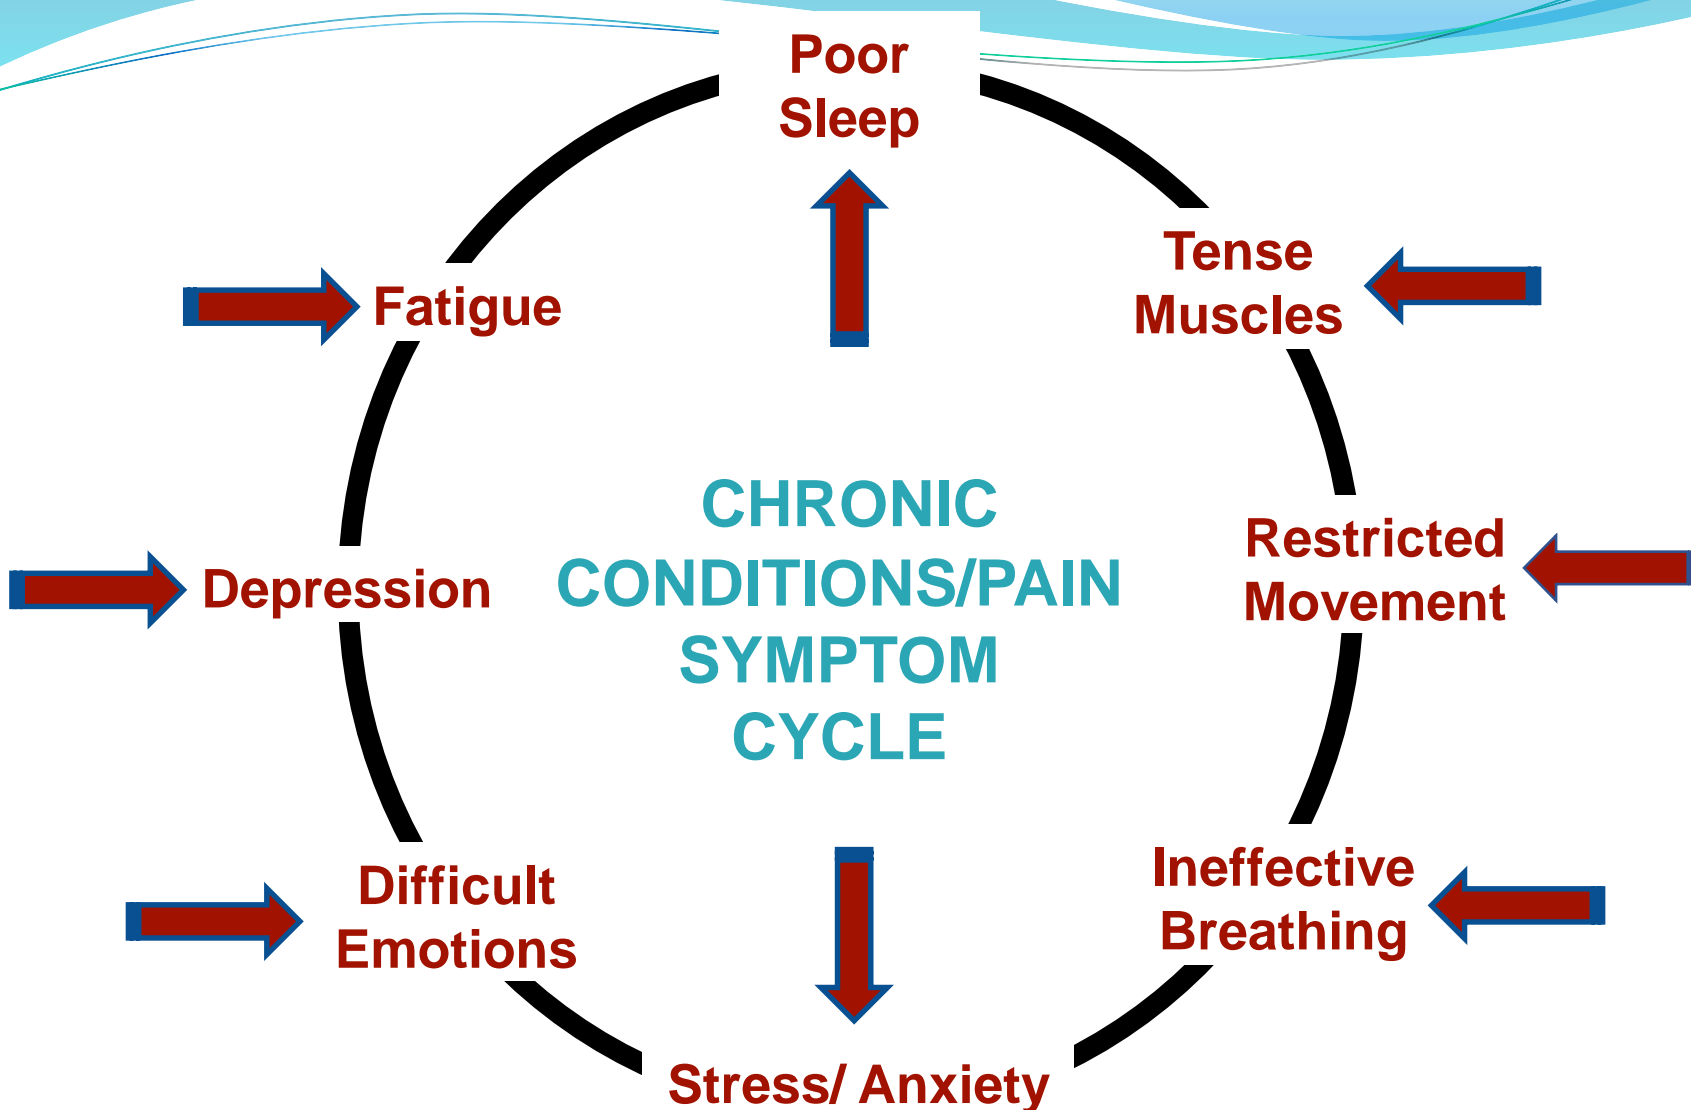 Poor
Sleep
Tense
Muscles
Fatigue
CHRONIC
CONDITIONS/PAIN
SYMPTOM
CYCLE
Restricted
Movement
Depression
Ineffective
Breathing
Difficult
Emotions
Stress/ Anxiety